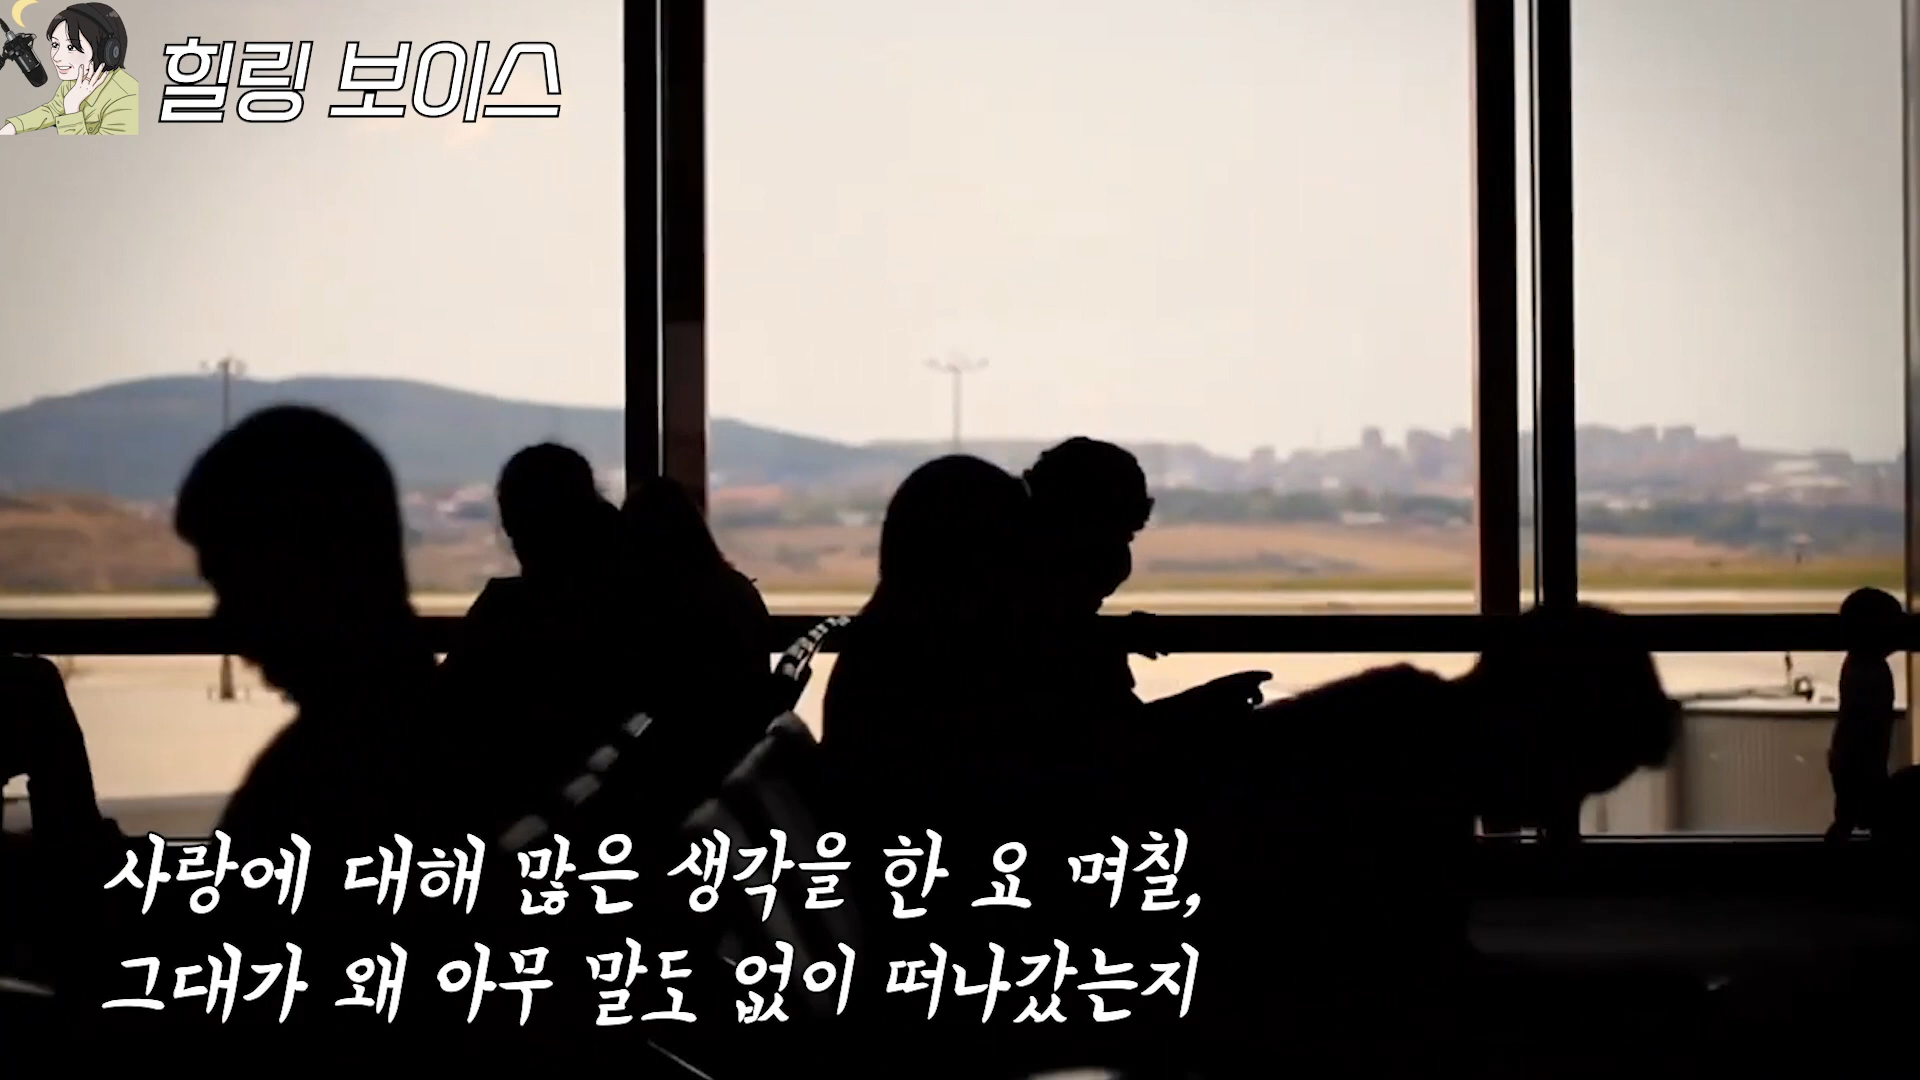 힐링 보이스
사랑에 대해 많은 생각을 한 요 며칠,
그대가 왜 아무 말도 없이 떠나갔는지